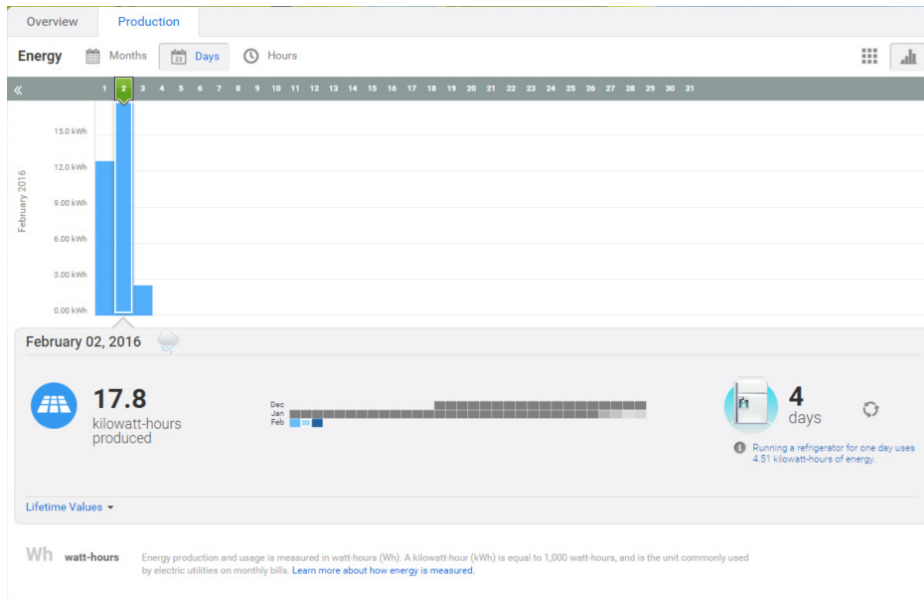 Overview Production
Energy Months 23 Days Hours
« 1 2 3 4 5 6 7 8 9 10 11 12 13 14 15 16 17 18 19 20 21 22 23 24 25 26 27 28 29 30 31
February 2016
15.0 kWh
12.0 kWh
9.00 kWh
6.00 kWh
3.00 kWh
0.00 kWh
February 02, 2016
17.8
kilowatt-hours
produced
Dec
Jan
Feb
4
days
Running a refrigerator for one day uses
4.51 kilowatt-hours of energy.
Lifetime Values
Wh watt-hours Energy production and usage is measured in watt-hours (Wh). A kilowatt-hour (kWh) is equal to 1,000 watt-hours, and is the unit commonly used
by electric utilities on monthly bills. Learn more about how energy is measured.